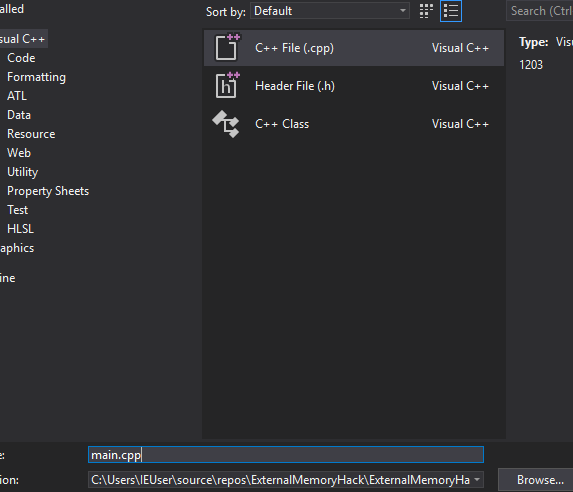 alled
Sort by: Default
Search (Ctrl
sual C++
Code
Formatting
ATL
Data
Resource
Web
Utility
Property Sheets
Test
HLSL
aphics
ine
C++ File (.cpp) Visual C++
Header File (.h) Visual C++
C++ Class Visual C++
Type: Visu
1203
e: main.cpp
ion: C:\Users\IEUser\source\repos\ExternalMemoryHack\ExternalMemoryHa
Browse...